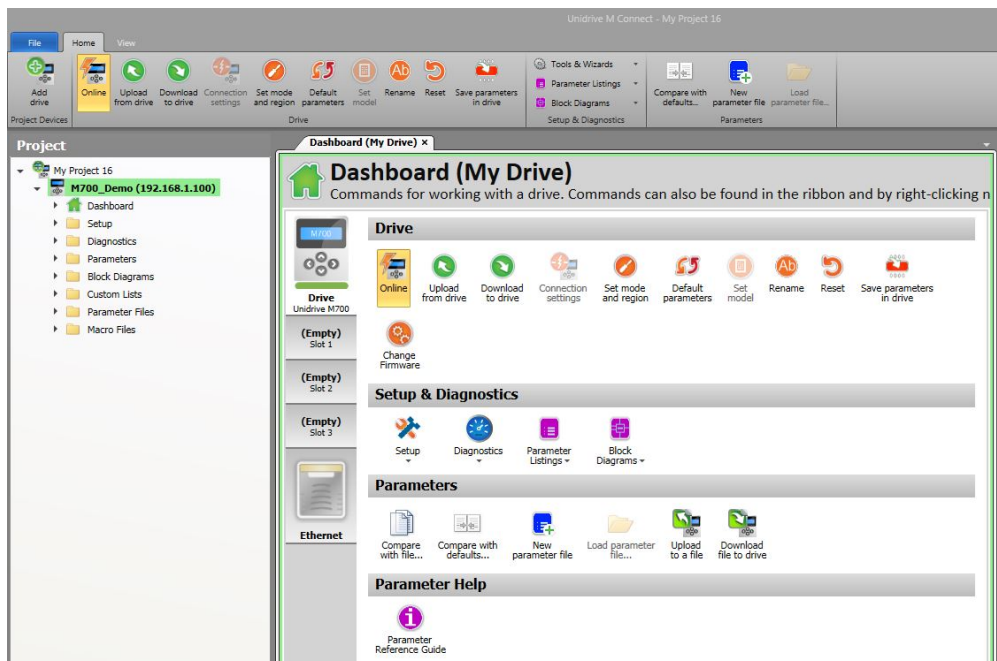 Unidrive M Connect - My Project 16
File Home View
Add drive
Online
Upload from drive
Download to drive
Connection settings
Set mode and region
Default parameters
Set model
Rename
Reset
Save parameters in drive
Tools & Wizards
Parameter Listings
Block Diagrams
Compare with defaults...
New parameter file
Load parameter file...
Project Devices
Drive
Setup & Diagnostics
Parameters
Project
My Project 16
M700_Demo (192.168.1.100)
Dashboard
Setup
Diagnostics
Parameters
Block Diagrams
Custom Lists
Parameter Files
Macro Files
Dashboard (My Drive) ×
Dashboard (My Drive)
Commands for working with a drive. Commands can also be found in the ribbon and by right-clicking n
M700
Drive
Unidrive M700
(Empty)
Slot 1
(Empty)
Slot 2
(Empty)
Slot 3
Ethernet
Drive
Online
Upload from drive
Download to drive
Connection settings
Set mode and region
Default parameters
Set model
Rename
Reset
Save parameters in drive
Change Firmware
Setup & Diagnostics
Setup
Diagnostics
Parameter Listings
Block Diagrams
Parameters
Compare with file...
Compare with defaults...
New parameter file
Load parameter file...
Upload to a file
Download file to drive
Parameter Help
Parameter Reference Guide